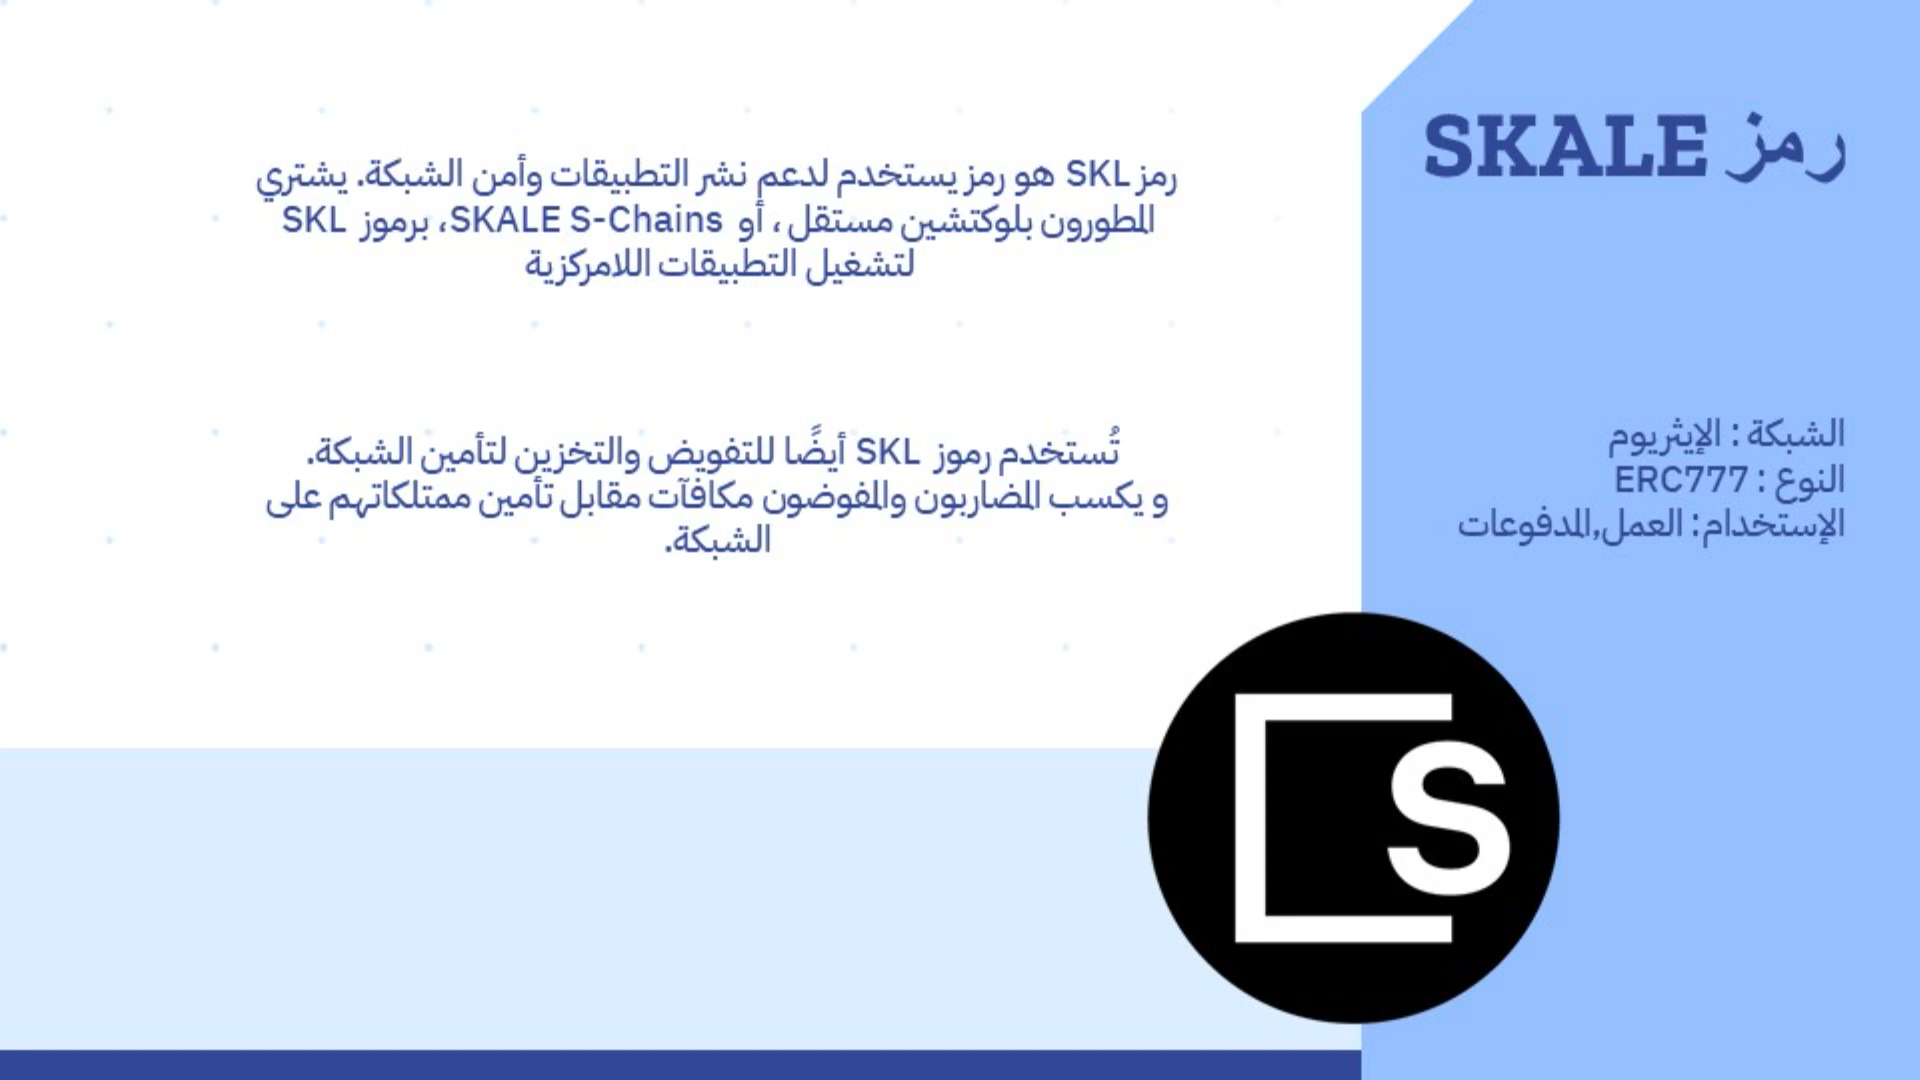 رمز SKALE
الشبكة : الإيثريوم
النوع : ERC777
الإستخدام: العمل,المدفوعات
رمز SKL هو رمز يستخدم لدعم نشر التطبيقات وأمن الشبكة. يشتري
المطورون بلوكتشين مستقل ، أو SKALE S-Chains، برموز SKL
لتشغيل التطبيقات اللامركزية
تُستخدم رموز SKL أيضًا للتفويض والتخزين لتأمين الشبكة.
و يكسب المضاربون والمفوضون مكافآت مقابل تأمين ممتلكاتهم على
الشبكة.
S